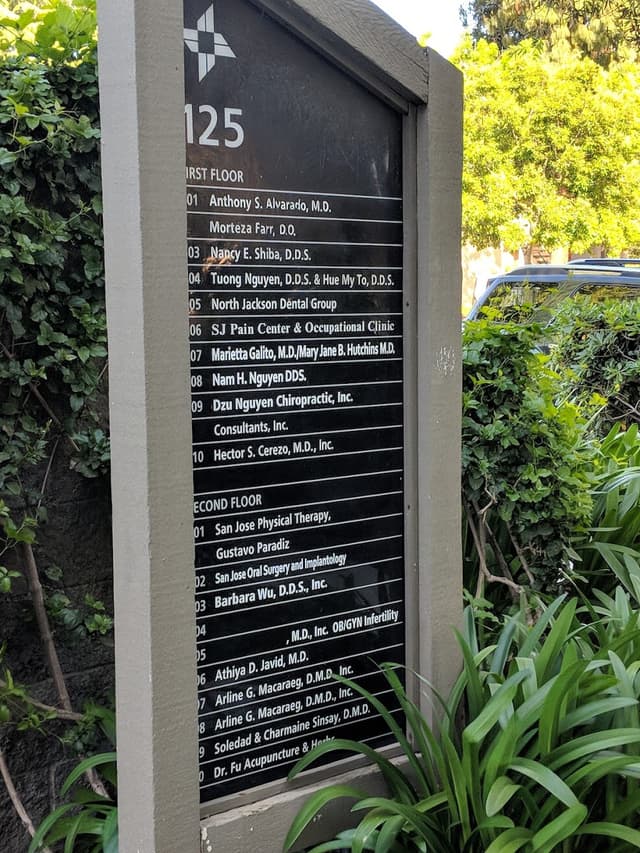 125
IRST FLOOR
01 Anthony S. Alvarado, M.D.
Morteza Farr, D.O.
03 Nancy E. Shiba, D.D.S.
04 Tuong Nguyen, D.D.S. & Hue My To, D.D.S.
05 North Jackson Dental Group
06 SJ Pain Center & Occupational Clinic
07 Marietta Galito, M.D./Mary Jane B. Hutchins M.D.
08 Nam H. Nguyen DDS.
09 Dzu Nguyen Chiropractic, Inc.
Consultants, Inc.
10 Hector S. Cerezo, M.D., Inc.
ECOND FLOOR
01 San Jose Physical Therapy,
Gustavo Paradiz
02 San Jose Oral Surgery and Implantology
03 Barbara Wu, D.D.S., Inc.
04
, M.D., Inc. OB/GYN Infertility
05
06 Athiya D. Javid, M.D.
07 Arline G. Macaraeg, D.M.D., Inc.
8 Arline G. Macaraeg, D.M.D., Inc.
9 Soledad & Charmaine Sinsay, D.M.D.
0 Dr. Fu Acupuncture & Herbs